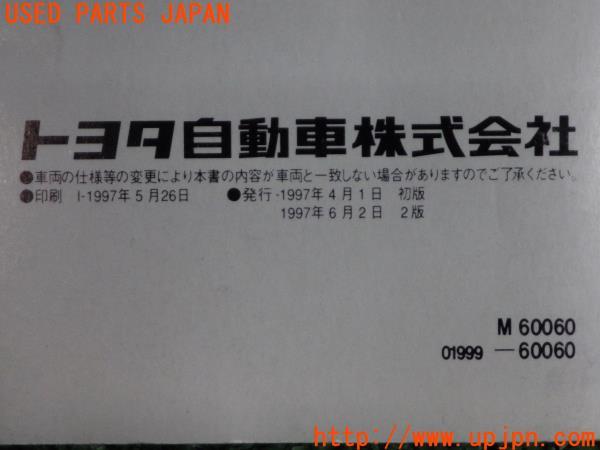 USED PARTS JAPAN
トヨタ自動車株式会社
●車両の仕様等の変更により本書の内容が車両と一致しない場合がありますのでご了承ください。
●印刷 I-1997年5月26日 ●発行-1997年4月1日 初版
1997年6月2日 2版
M 60060
01999 —60060
http://www.upjpn.com/